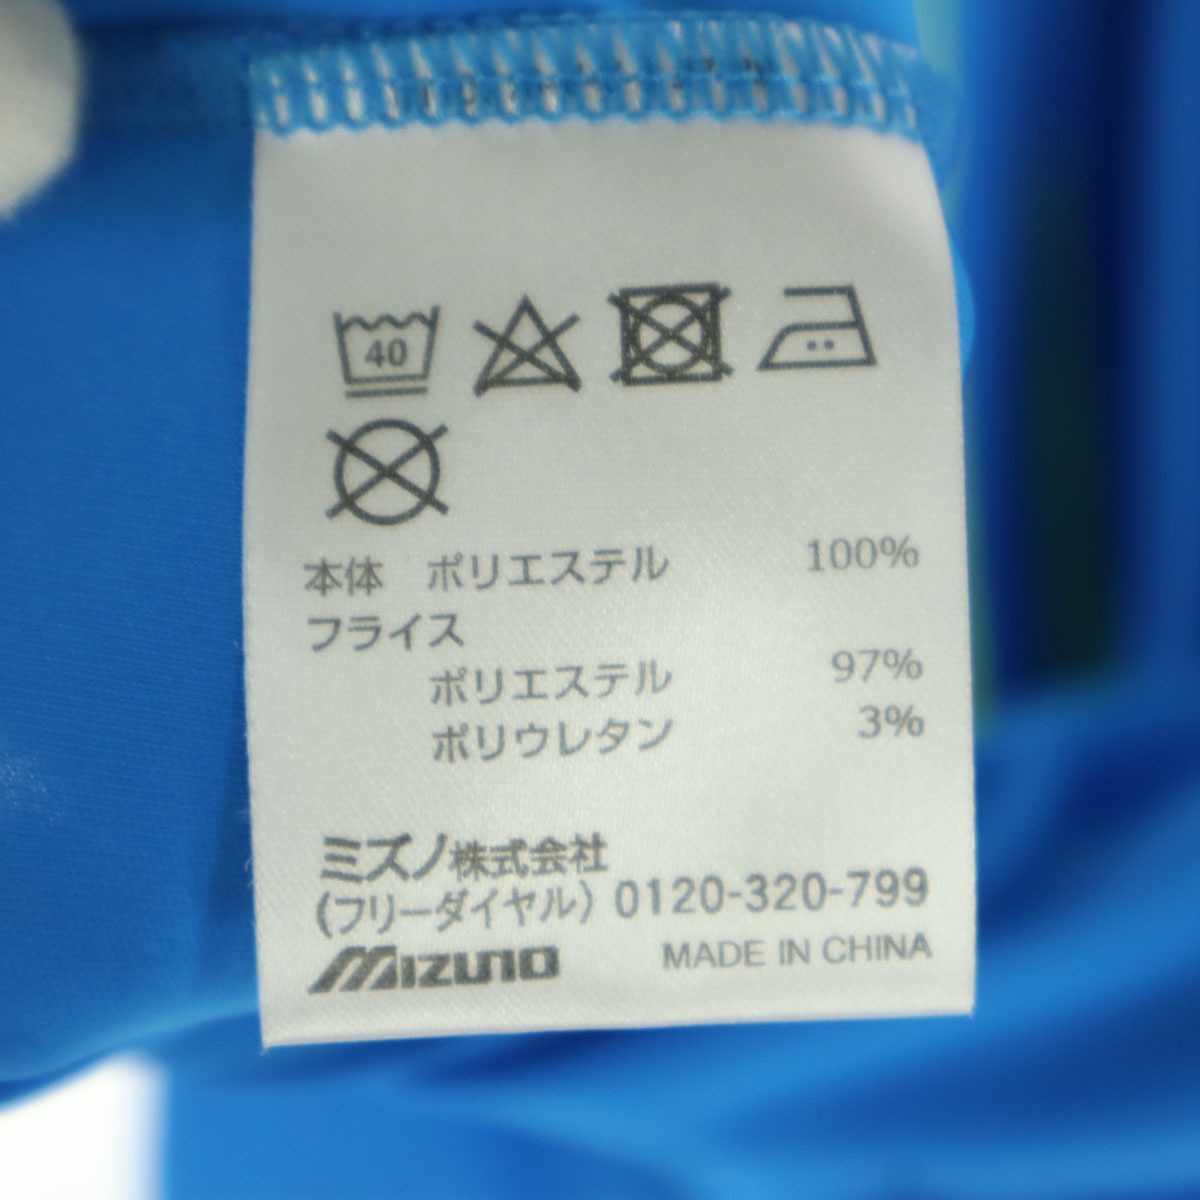 40
本体 ポリエステル 100%
フライス
ポリエステル 97%
ポリウレタン 3%
ミズノ株式会社
(フリーダイヤル) 0120-320-799
MIZUNO MADE IN CHINA